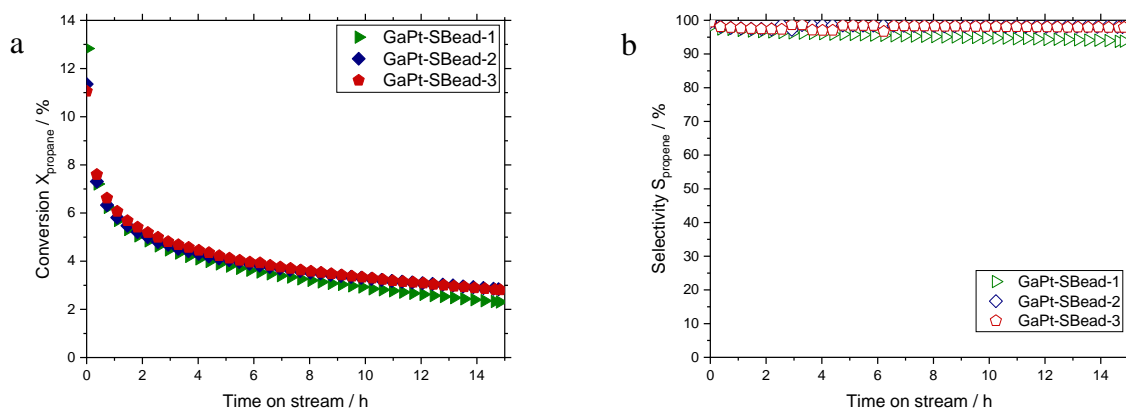 a
Conversion X_propane / %
14
12
10
8
6
4
2
0
GaPt-SBead-1
GaPt-SBead-2
GaPt-SBead-3
0 2 4 6 8 10 12 14
Time on stream / h
b
Selectivity S_propene / %
100
90
80
70
60
50
40
30
20
10
0
GaPt-SBead-1
GaPt-SBead-2
GaPt-SBead-3
0 2 4 6 8 10 12 14
Time on stream / h